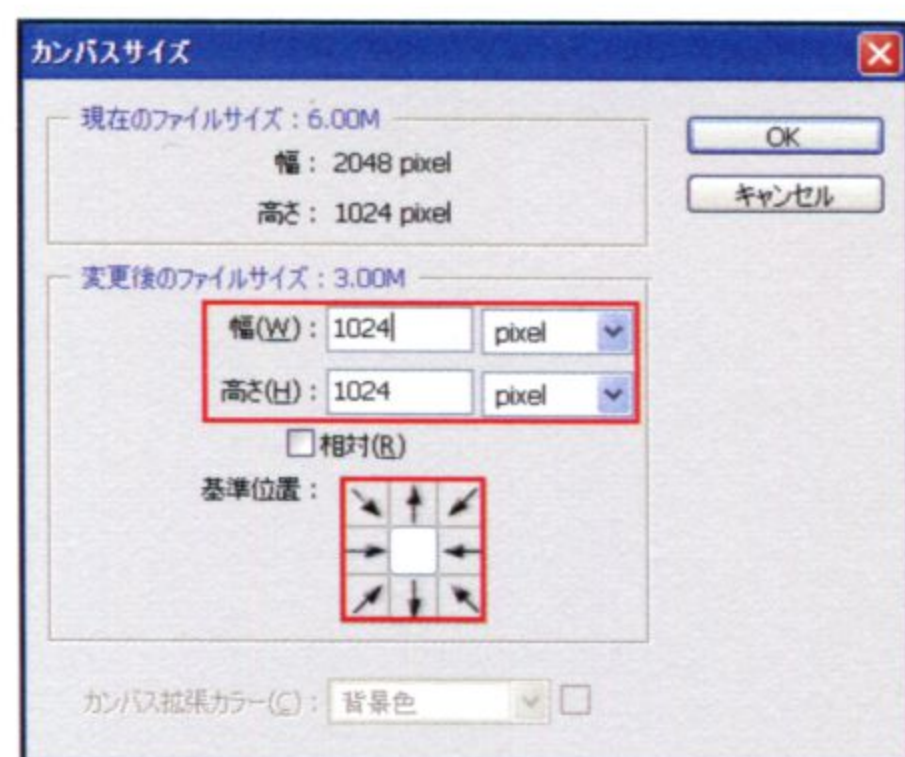 カンバスサイズ
現在のファイルサイズ：6.00M
幅： 2048 pixel
高さ： 1024 pixel
OK
キャンセル
変更後のファイルサイズ：3.00M
幅(W)： 1024 pixel
高さ(H)： 1024 pixel
相対(R)
基準位置：
カンバス拡張カラー(C)： 背景色